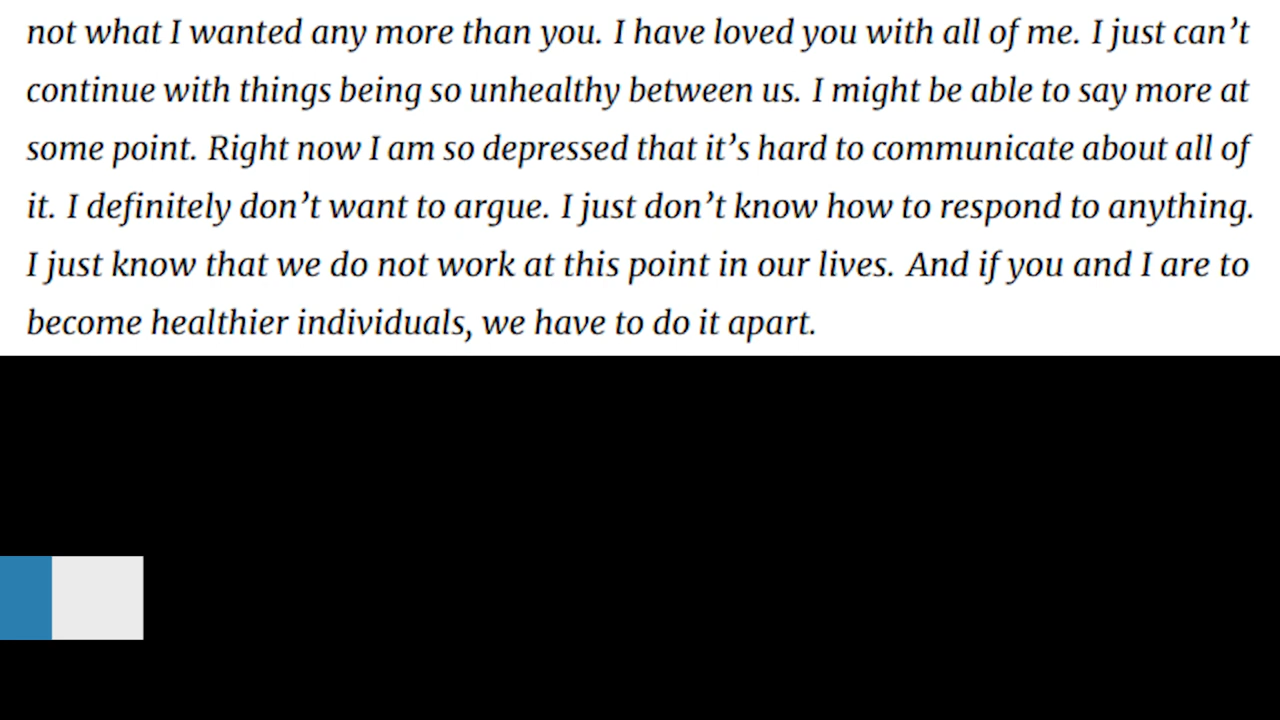 not what I wanted any more than you. I have loved you with all of me. I just can’t
continue with things being so unhealthy between us. I might be able to say more at
some point. Right now I am so depressed that it’s hard to communicate about all of
it. I definitely don’t want to argue. I just don’t know how to respond to anything.
I just know that we do not work at this point in our lives. And if you and I are to
become healthier individuals, we have to do it apart.